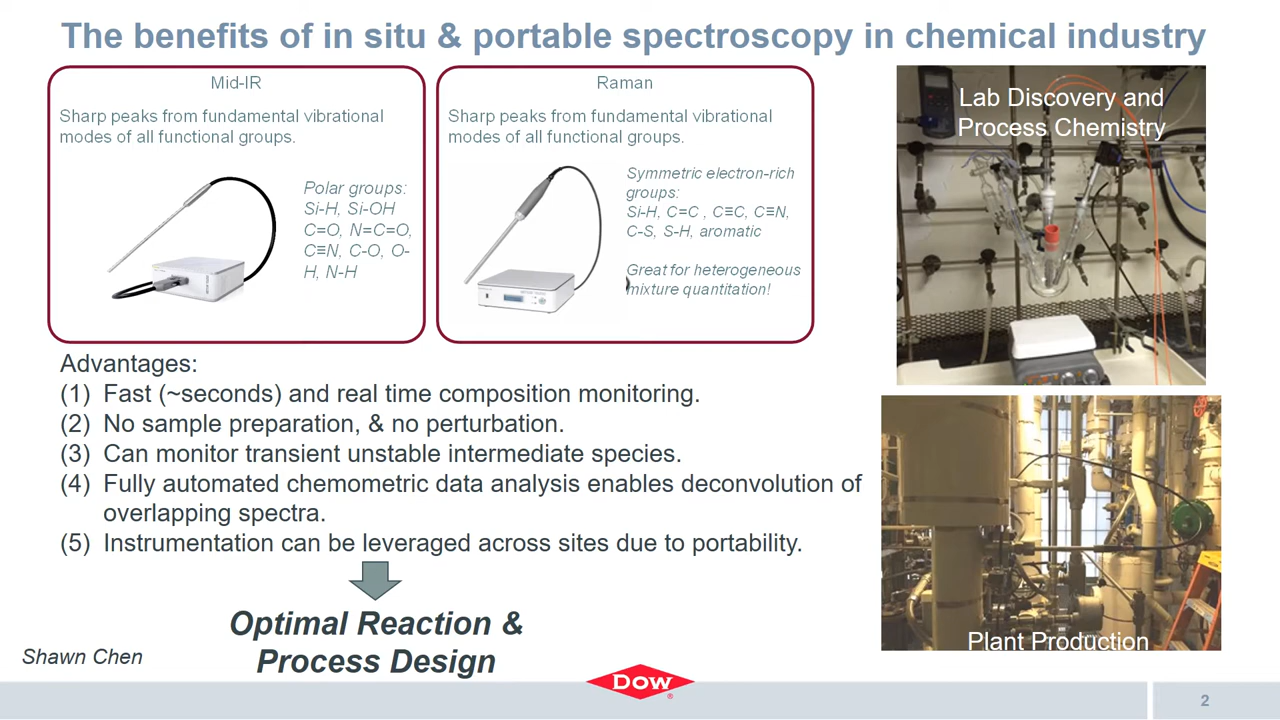 The benefits of in situ & portable spectroscopy in chemical industry
Mid-IR
Sharp peaks from fundamental vibrational
modes of all functional groups.
Polar groups:
Si-H, Si-OH
C=O, N=C=O,
C≡N, C-O, O-
H, N-H
Raman
Sharp peaks from fundamental vibrational
modes of all functional groups.
Symmetric electron-rich
groups:
Si-H, C=C , C≡C, C≡N,
C-S, S-H, aromatic
Great for heterogeneous
mixture quantitation!
Lab Discovery and
Process Chemistry
Advantages:
(1) Fast (~seconds) and real time composition monitoring.
(2) No sample preparation, & no perturbation.
(3) Can monitor transient unstable intermediate species.
(4) Fully automated chemometric data analysis enables deconvolution of
overlapping spectra.
(5) Instrumentation can be leveraged across sites due to portability.
Optimal Reaction &
Process Design
Plant Production
Shawn Chen
DOW
2